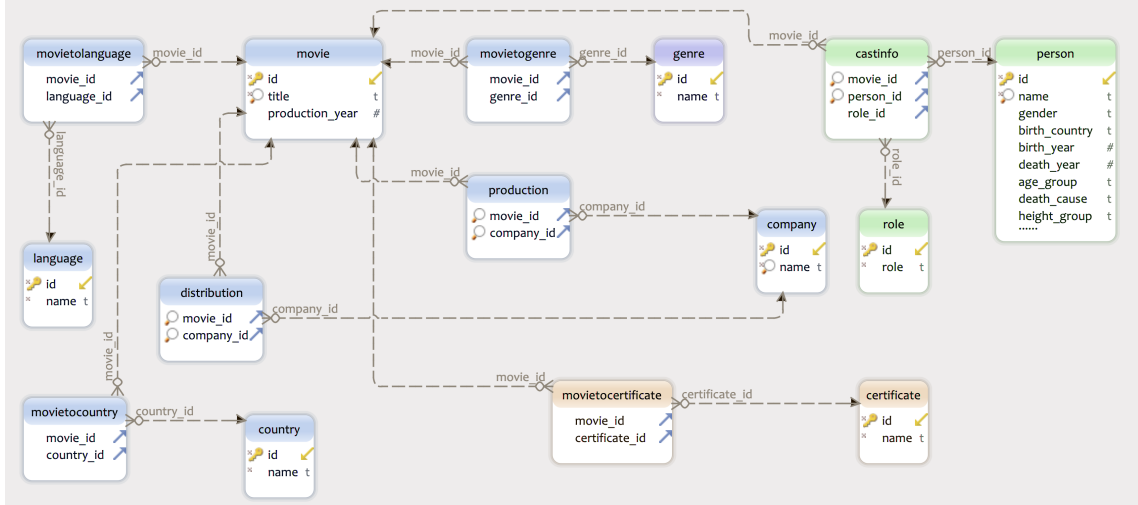 movietolanguage
movie_id
language_id
movie_id
movie
id
title t
production_year #
movie_id
movietogenre
movie_id
genre_id
genre_id
genre
id
name t
movie_id
castinfo
movie_id
person_id
role_id
person_id
person
id
name t
gender t
birth_country t
birth_year #
death_year #
age_group t
death_cause t
height_group t
......
language_id
role_id
movie_id
production
movie_id
company_id
company_id
company
id
name t
role
id
role t
language
id
name t
movie_id
distribution
movie_id
company_id
company_id
movie_id
movietocountry
movie_id
country_id
country_id
country
id
name t
movie_id
movietocertificate
movie_id
certificate_id
certificate_id
certificate
id
name t